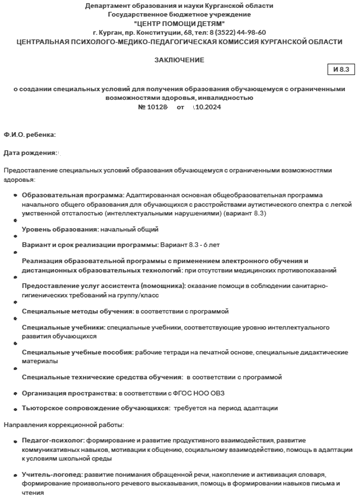 Департамент образования и науки Курганской области
Государственное бюджетное учреждение
"ЦЕНТР ПОМОЩИ ДЕТЯМ"
г. Курган, пр. Конституции, 68, тел: 8 (3522) 44-98-60
ЦЕНТРАЛЬНАЯ ПСИХОЛОГО-МЕДИКО-ПЕДАГОГИЧЕСКАЯ КОМИССИЯ КУРГАНСКОЙ ОБЛАСТИ
ЗАКЛЮЧЕНИЕ
И 8.3
о создании специальных условий для получения образования обучающемуся с ограниченными
возможностями здоровья, инвалидностью
№ 10128 от .10.2024
Ф.И.О. ребенка:
Дата рождения:
Предоставление специальных условий образования обучающемуся с ограниченными возможностями
здоровья:
Образовательная программа: Адаптированная основная общеобразовательная программа
начального общего образования для обучающихся с расстройствами аутистического спектра с легкой
умственной отсталостью (интеллектуальными нарушениями) (вариант 8.3)
Уровень образования: начальный общий
Вариант и срок реализации программы: Вариант 8.3 - 6 лет
Реализация образовательной программы с применением электронного обучения и
дистанционных образовательных технологий: при отсутствии медицинских противопоказаний
Предоставление услуг ассистента (помощника): оказание помощи в соблюдении санитарно-
гигиенических требований на группу/класс
Специальные методы обучения: в соответствии с программой
Специальные учебники: специальные учебники, соответствующие уровню интеллектуального
развития обучающихся
Специальные учебные пособия: рабочие тетради на печатной основе, специальные дидактические
материалы
Специальные технические средства обучения: в соответствии с программой
Организация пространства: в соответствии с ФГОС НОО ОВЗ
Тьюторское сопровождение обучающихся: требуется на период адаптации
Направления коррекционной работы:
Педагог-психолог: формирование и развитие продуктивного взаимодействия, развитие
коммуникативных навыков, мотивации к общению, социальному взаимодействию, помощь в адаптации
к условиям школьной среды
Учитель-логопед: развитие понимания обращенной речи, накопление и активизация словаря,
формирование произвольного речевого высказывания, помощь в формировании навыков письма и
чтения